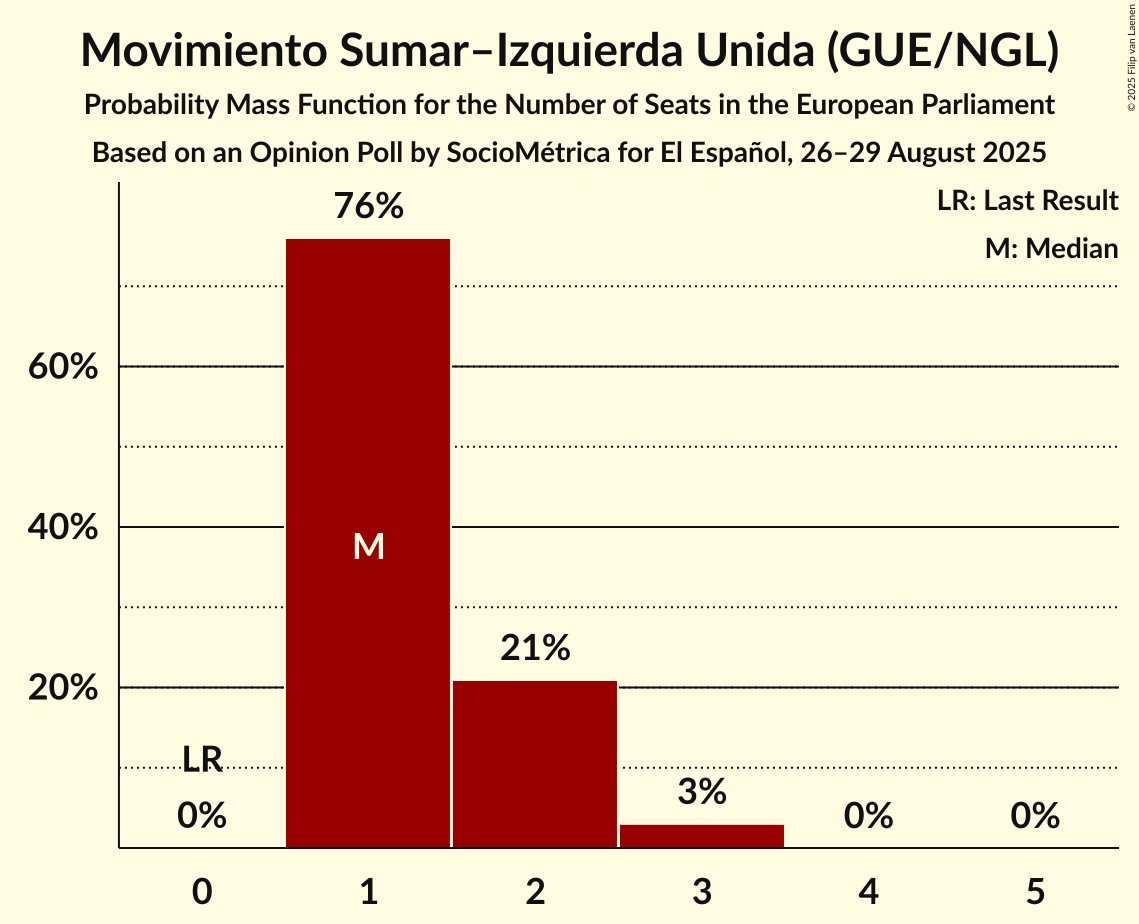 Movimiento Sumar–Izquierda Unida (GUE/NGL)
Probability Mass Function for the Number of Seats in the European Parliament
Based on an Opinion Poll by SocioMétrica for El Español, 26–29 August 2025
© 2025 Filip van Laenen
LR: Last Result
M: Median
76%
60%
40%
M
21%
20%
LR
3%
0%
0%
0%
0 1 2 3 4 5